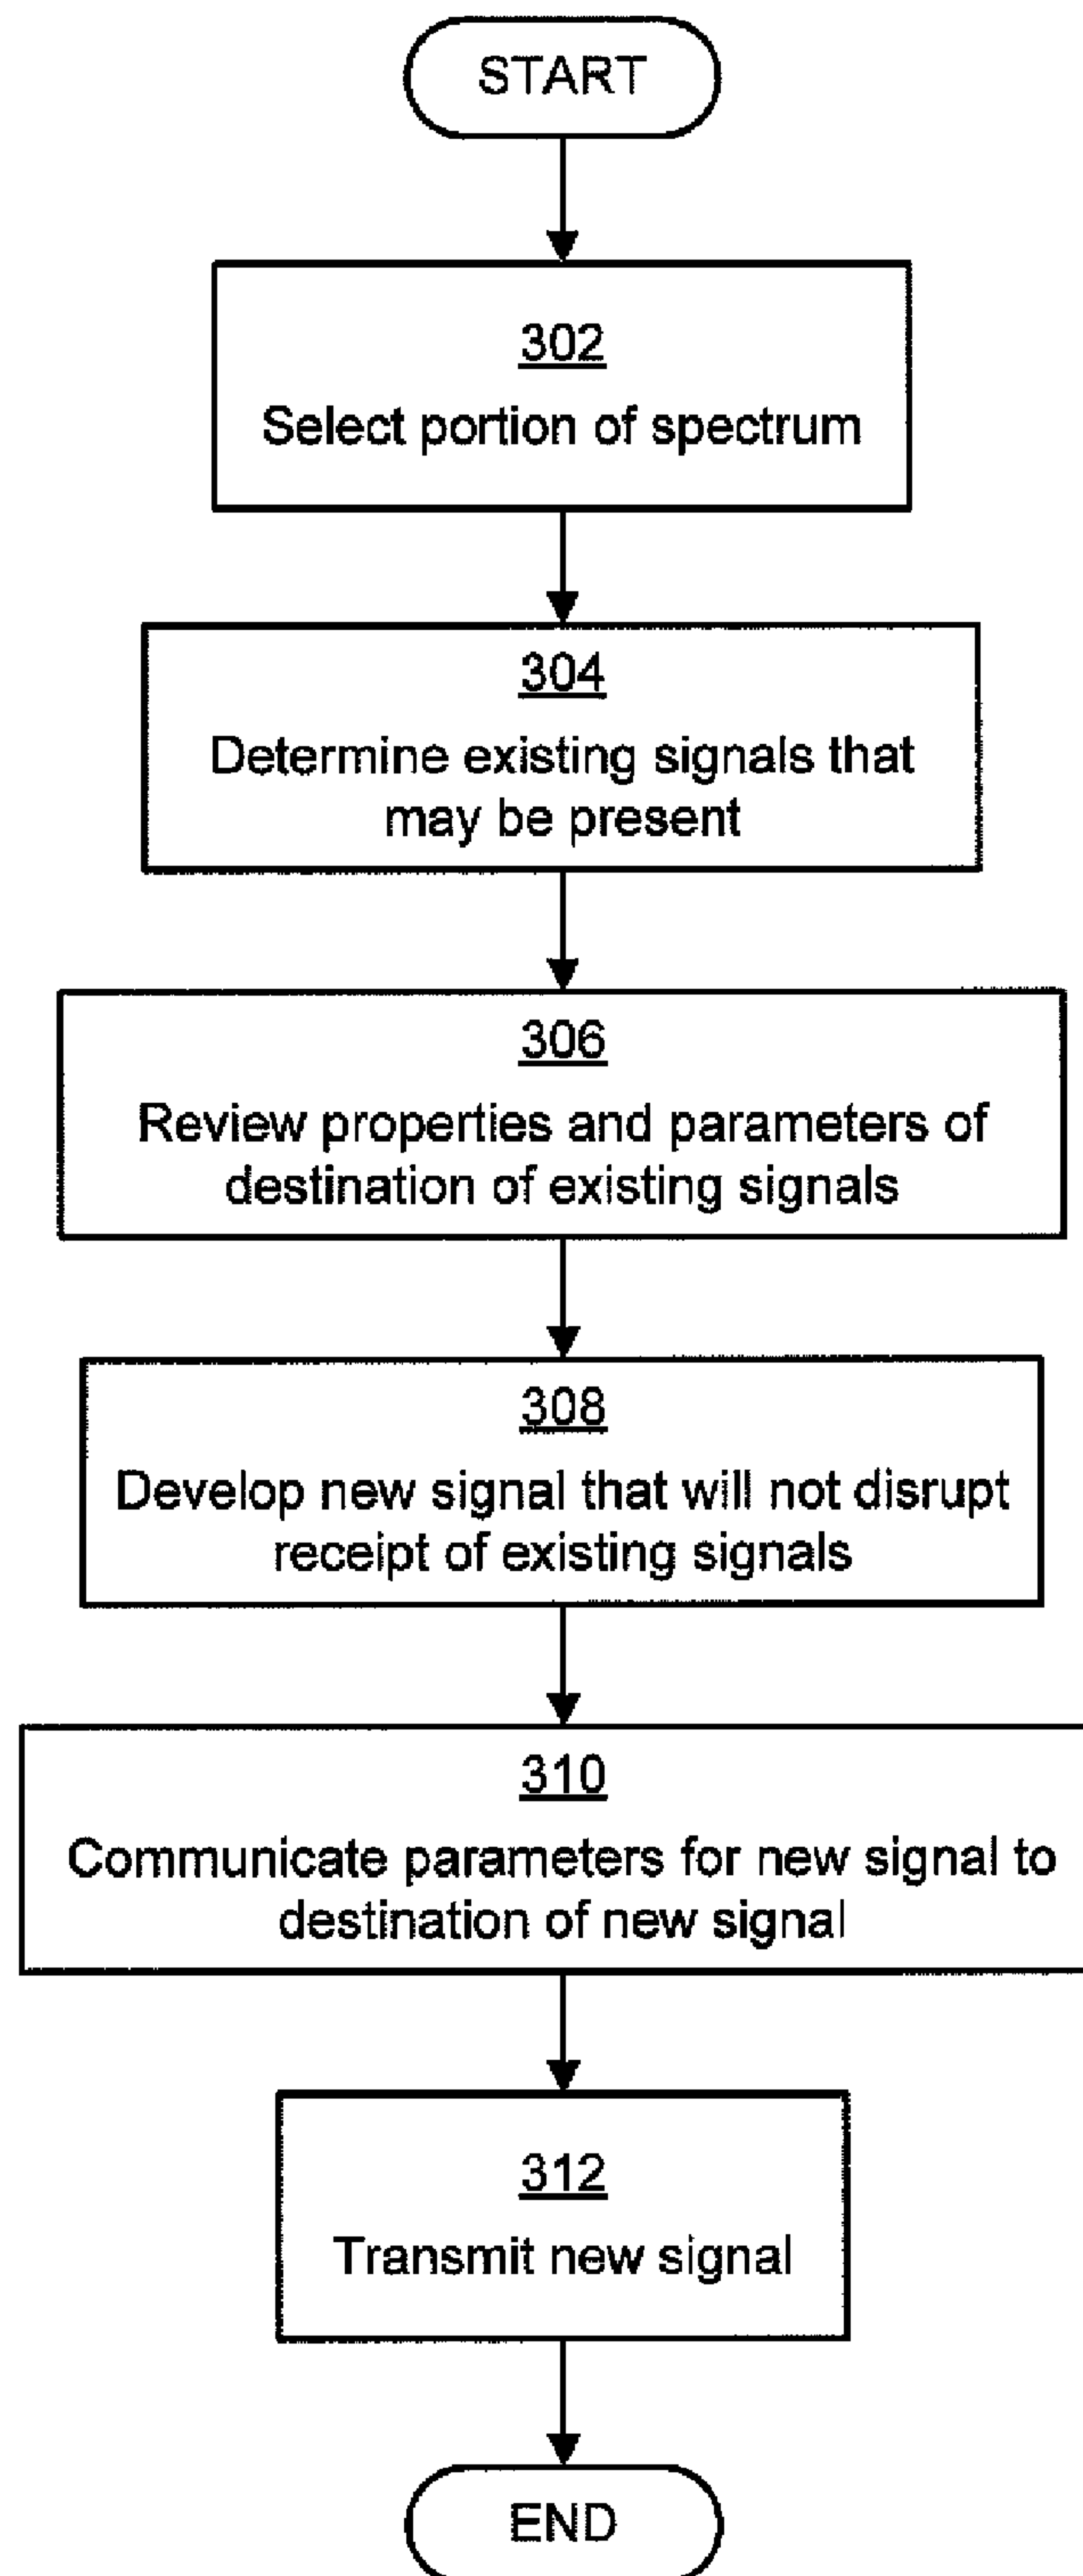 START
302
Select portion of spectrum
304
Determine existing signals that
may be present
306
Review properties and parameters of
destination of existing signals
308
Develop new signal that will not disrupt
receipt of existing signals
310
Communicate parameters for new signal to
destination of new signal
312
Transmit new signal
END